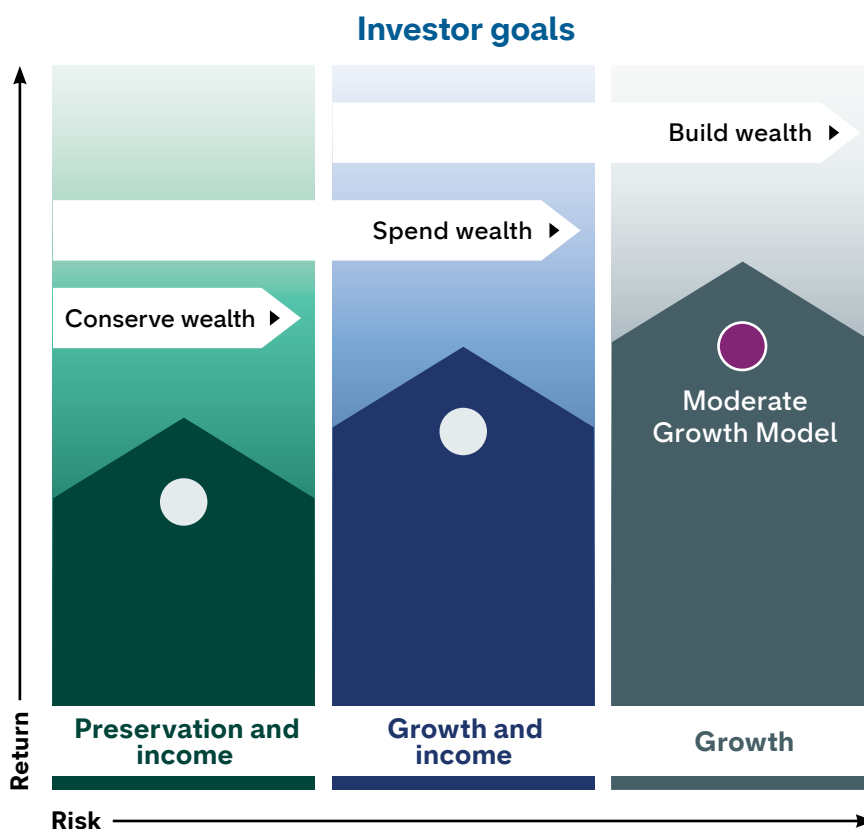 Investor goals
Build wealth
Spend wealth
Conserve wealth
Moderate
Growth Model
Return
Preservation and
income
Growth and
income
Growth
Risk